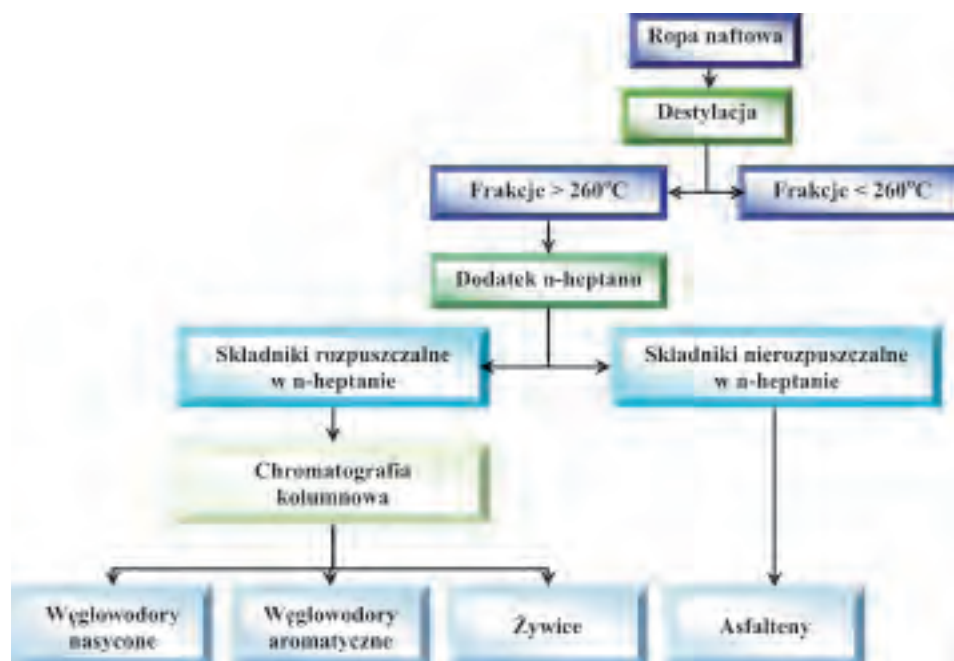 Ropa naftowa
Destylacja
Frakcje > 260°C
Frakcje < 260°C
Dodatek n-heptanu
Składniki rozpuszczalne
w n-heptanie
Składniki nierozpuszczalne
w n-heptanie
Chromatografia
kolumnowa
Węglowodory
nasycone
Węglowodory
aromatyczne
Żywice
Asfalteny